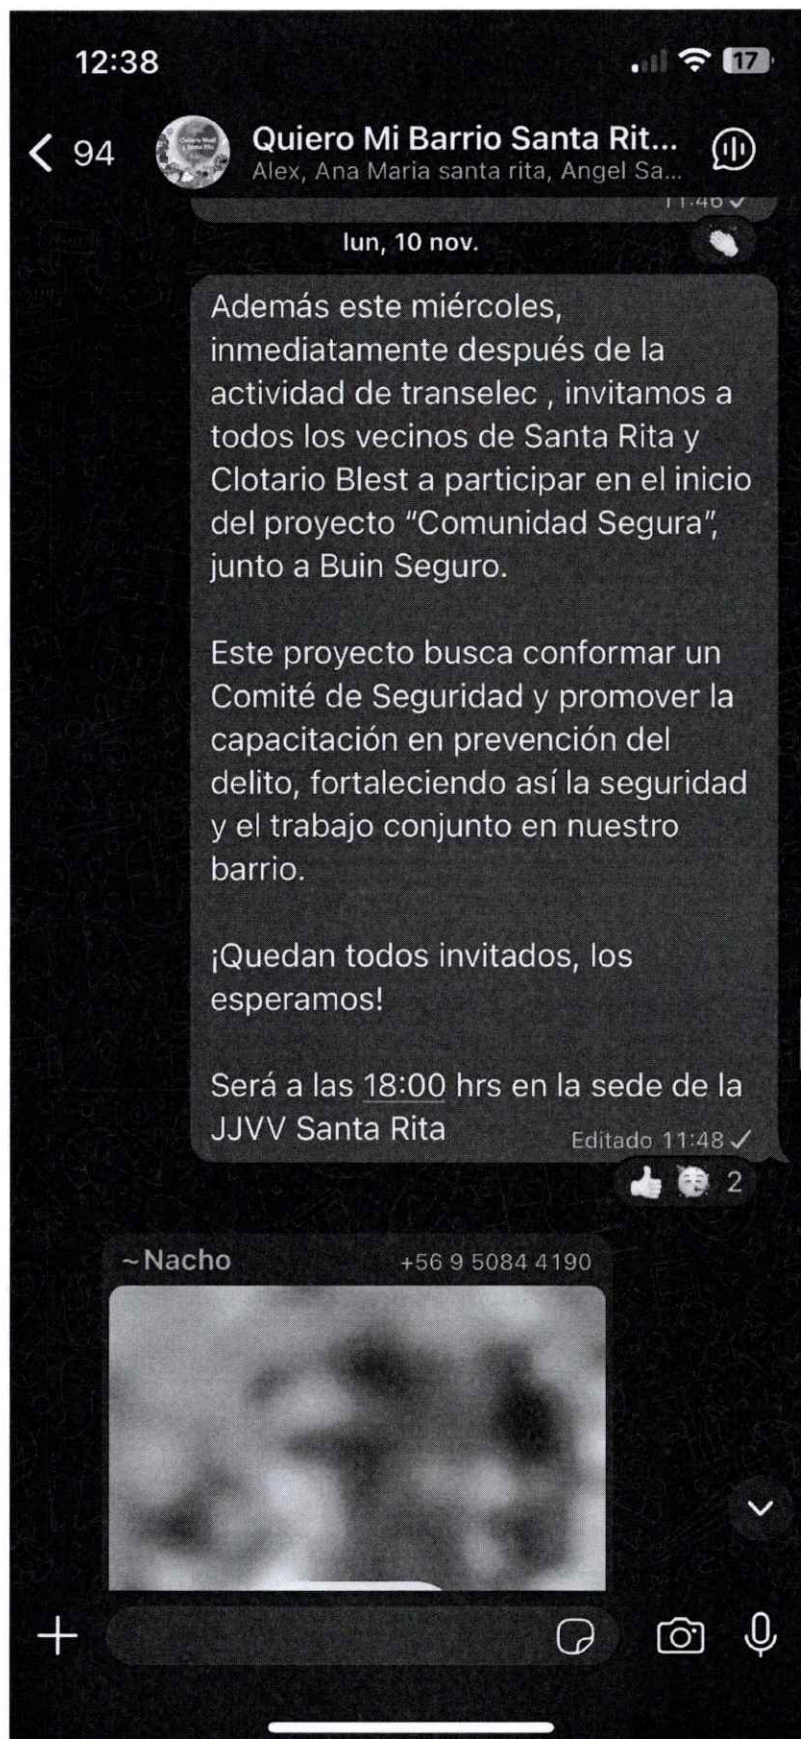 12:38
17
94
Quiero Mi Barrio Santa Rit...
Alex, Ana Maria santa rita, Angel Sa...
11:46
lun, 10 nov.
Además este miércoles,
inmediatamente después de la
actividad de transelec , invitamos a
todos los vecinos de Santa Rita y
Clotario Blest a participar en el inicio
del proyecto “Comunidad Segura”,
junto a Buin Seguro.
Este proyecto busca conformar un
Comité de Seguridad y promover la
capacitación en prevención del
delito, fortaleciendo así la seguridad
y el trabajo conjunto en nuestro
barrio.
¡Quedan todos invitados, los
esperamos!
Será a las 18:00 hrs en la sede de la
JJVV Santa Rita
Editado 11:48
2
~Nacho +56 9 5084 4190